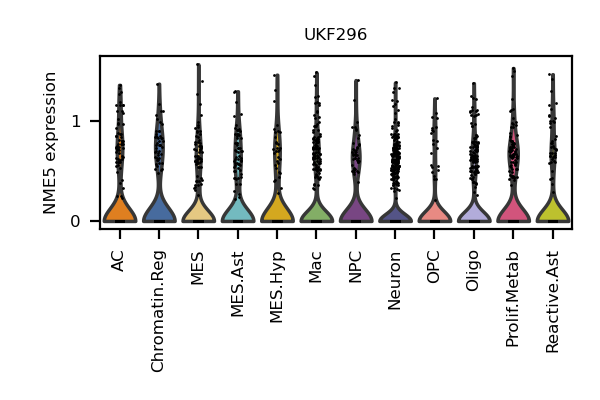 UKF296
NME5 expression
1
0
AC
Chromatin.Reg
MES
MES.Ast
MES.Hyp
Mac
NPC
Neuron
OPC
Oligo
Prolif.Metab
Reactive.Ast